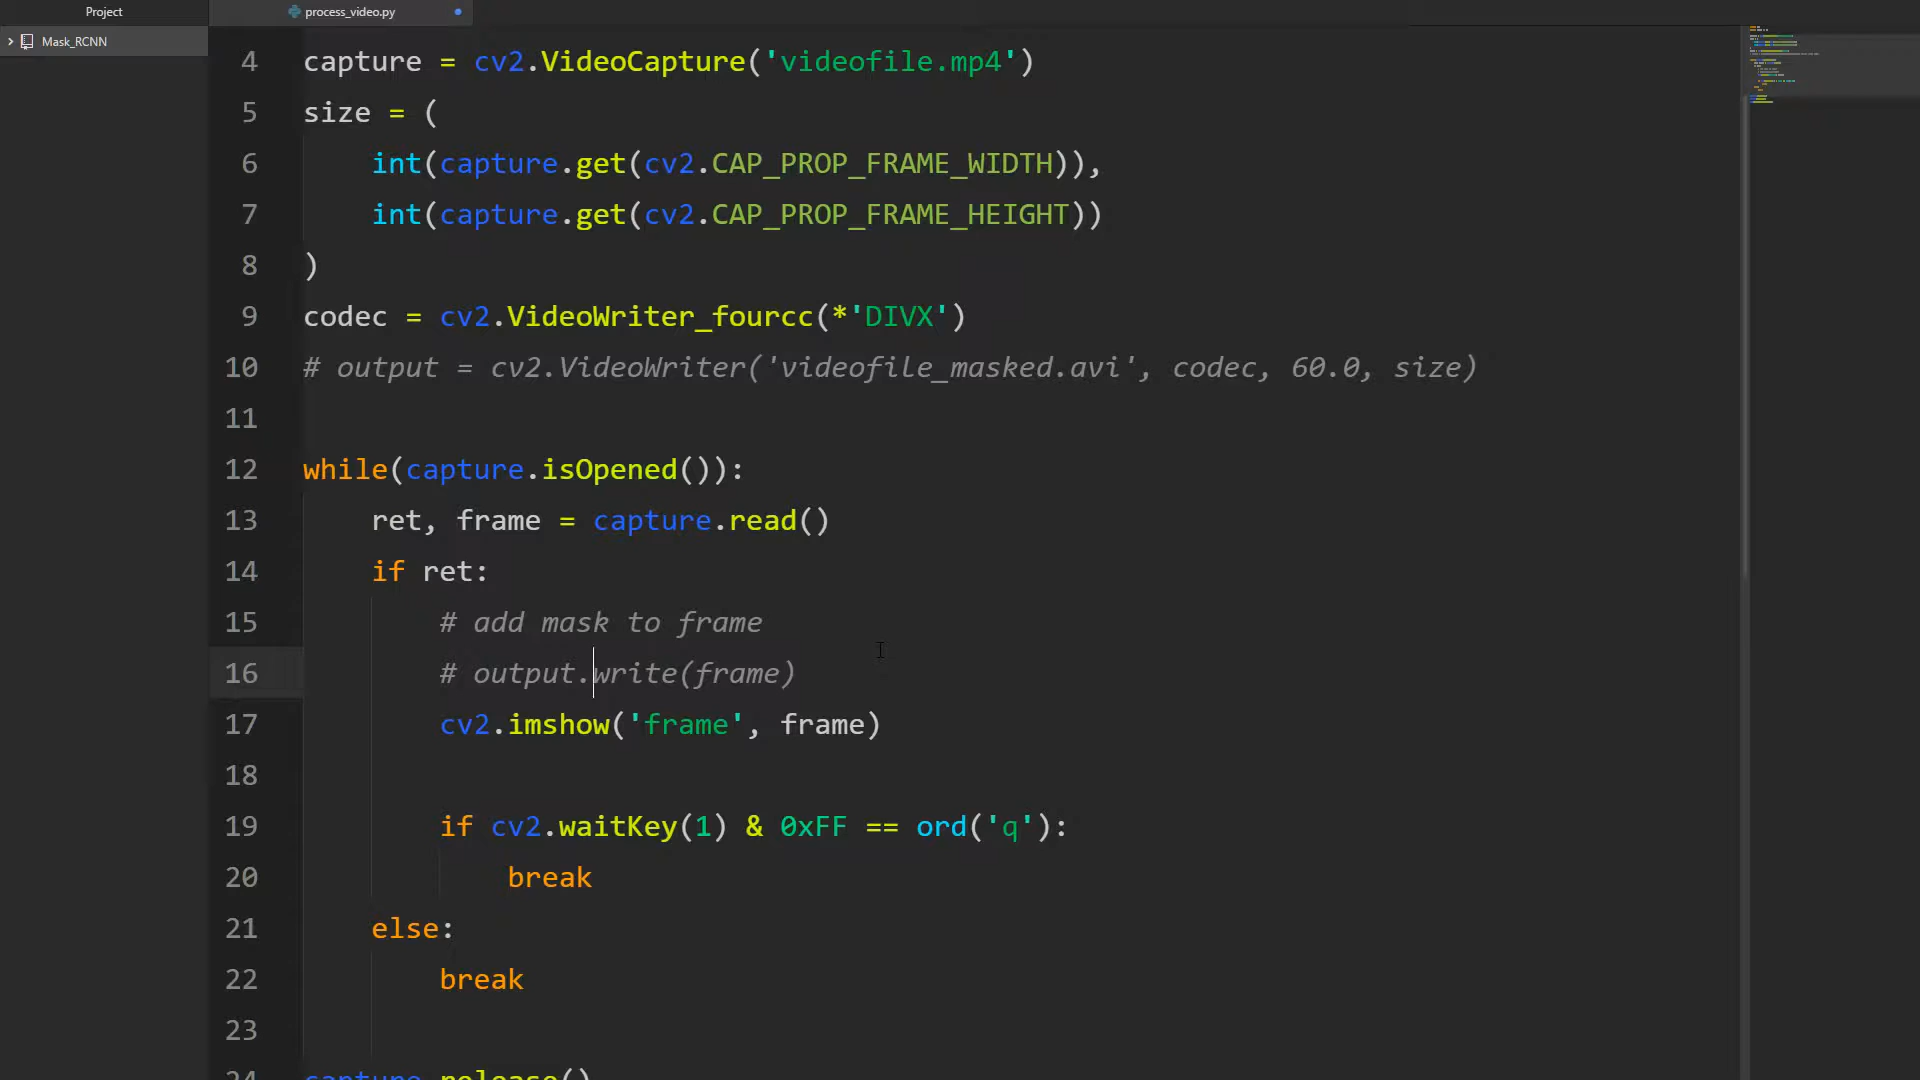 Project
process_video.py
Mask_RCNN
4 capture = cv2.VideoCapture('videofile.mp4')
5 size = (
6 int(capture.get(cv2.CAP_PROP_FRAME_WIDTH)),
7 int(capture.get(cv2.CAP_PROP_FRAME_HEIGHT))
8 )
9 codec = cv2.VideoWriter_fourcc(*'DIVX')
10 # output = cv2.VideoWriter('videofile_masked.avi', codec, 60.0, size)
11
12 while(capture.isOpened()):
13 ret, frame = capture.read()
14 if ret:
15 # add mask to frame
16 # output.write(frame)
17 cv2.imshow('frame', frame)
18
19 if cv2.waitKey(1) & 0xFF == ord('q'):
20 break
21 else:
22 break
23
24 capture.release()